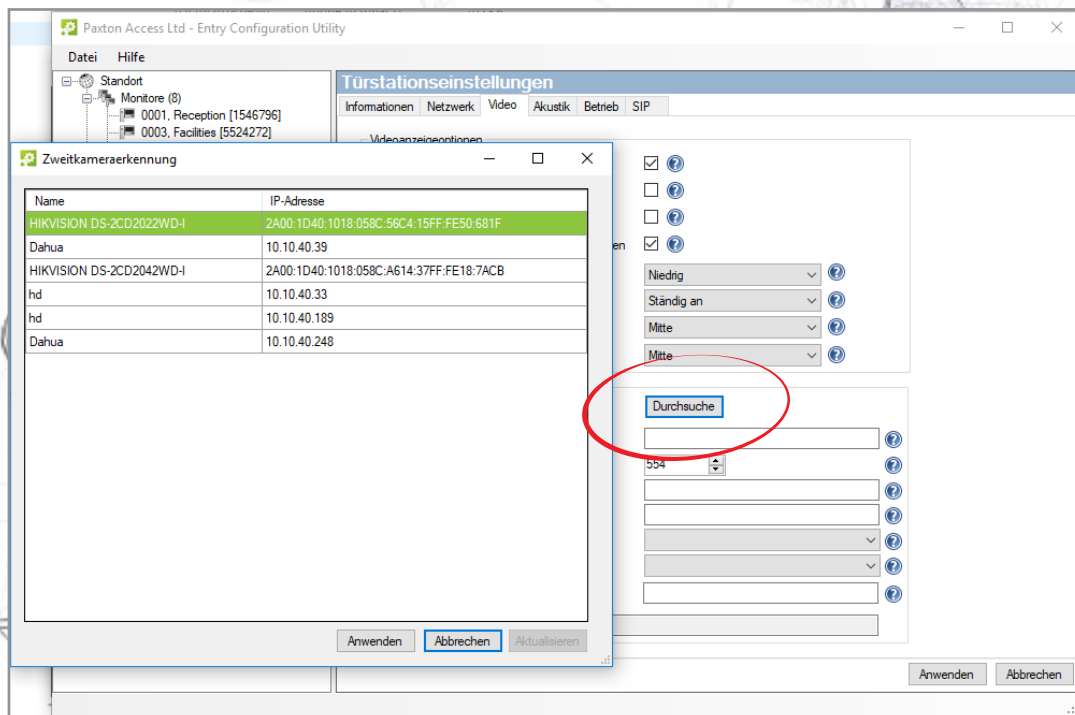 Paxton Access Ltd - Entry Configuration Utility
Datei Hilfe
Standort
Monitore (8)
0001, Reception [1546796]
0003, Facilities [5524272]
Türstationseinstellungen
Informationen Netzwerk Video Akustik Betrieb SIP
Videoanzeigeoptionen
Zweitkameraerkennung
Name IP-Adresse
HIKVISION DS-2CD2022WD-I 2A00:1D40:1018:058C:56C4:15FF:FE50:681F
Dahua 10.10.40.39
HIKVISION DS-2CD2042WD-I 2A00:1D40:1018:058C:A614:37FF:FE18:7ACB
hd 10.10.40.33
hd 10.10.40.189
Dahua 10.10.40.248
Anwenden Abbrechen Aktualisieren
en
Niedrig
Ständig an
Mitte
Mitte
Durchsuche
554
Anwenden Abbrechen